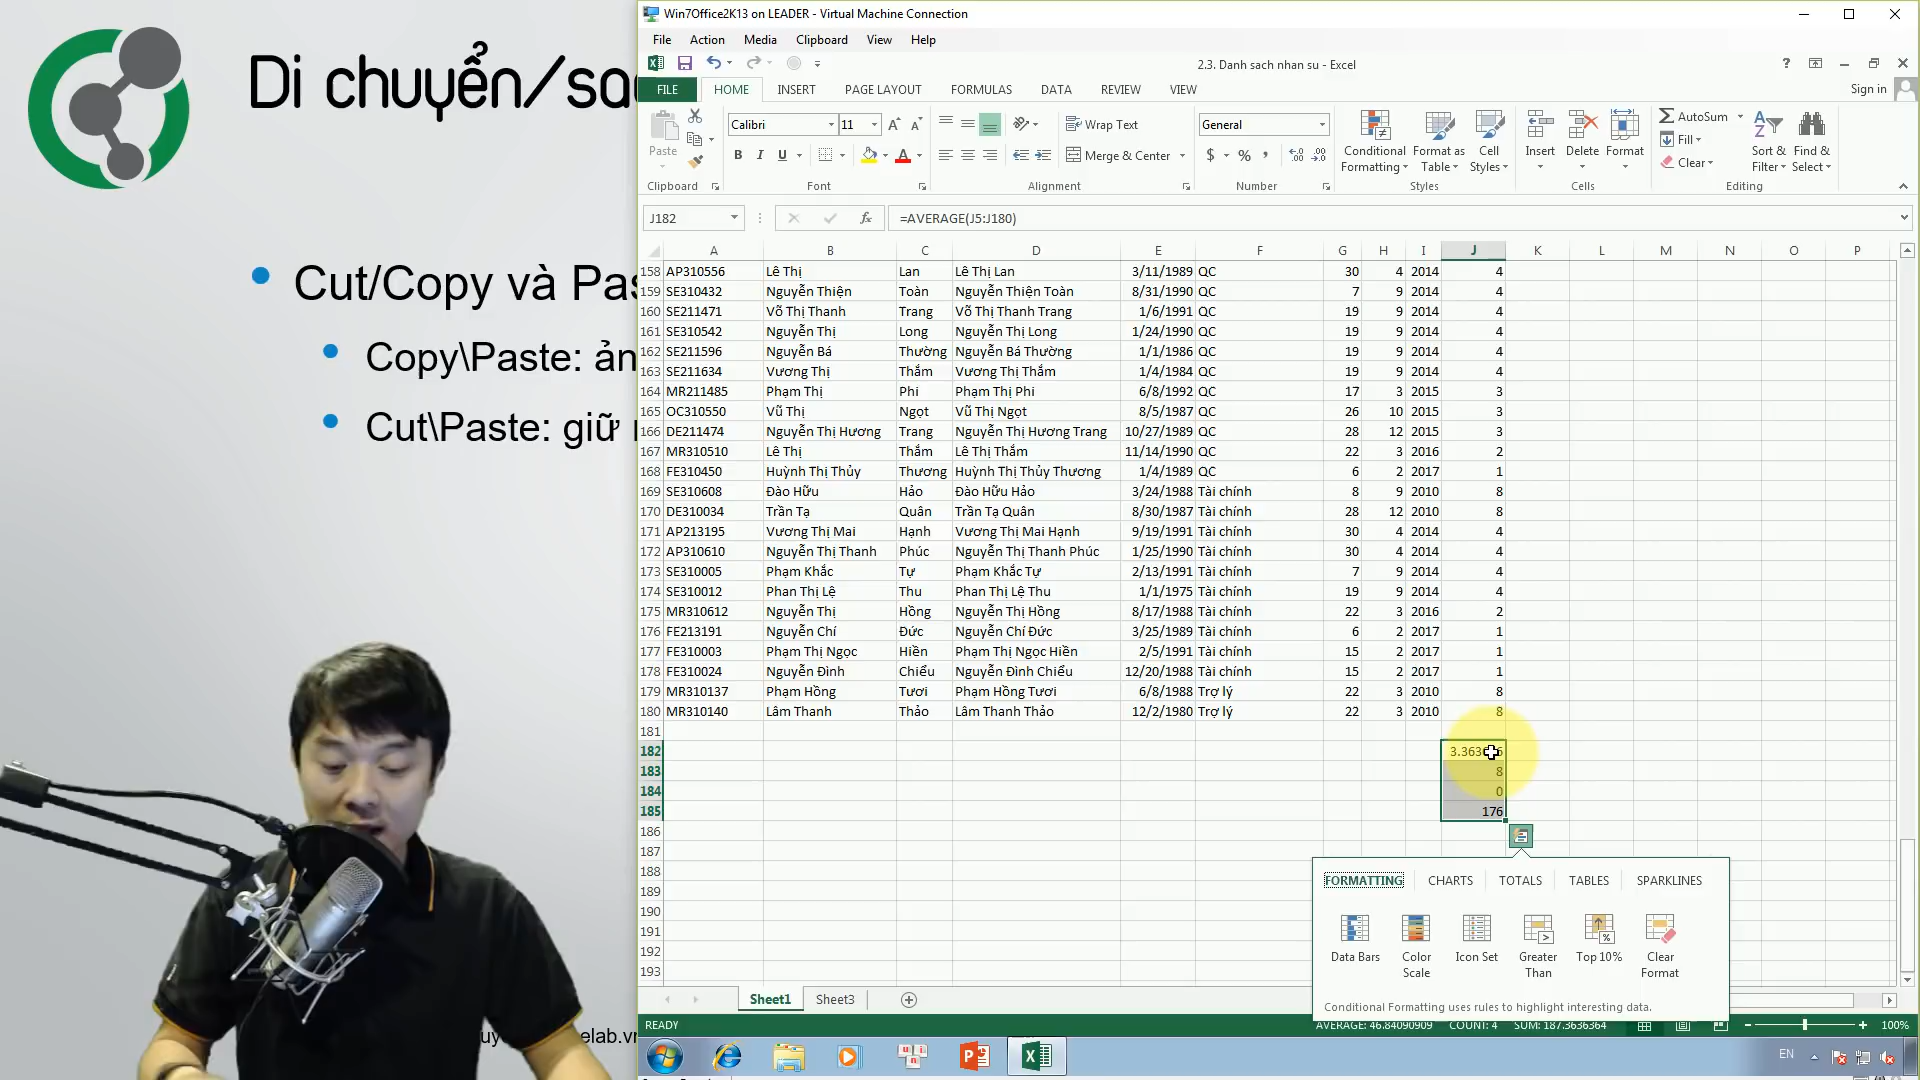 Di chuyển/sao
Cut/Copy và Pas
Copy\Paste: ản
Cut\Paste: giữ
Win7Office2K13 on LEADER - Virtual Machine Connection
File Action Media Clipboard View Help
2.3. Danh sach nhan su - Excel
FILE HOME INSERT PAGE LAYOUT FORMULAS DATA REVIEW VIEW Sign in
Calibri 11 Wrap Text General AutoSum
Fill
Paste B I U Merge & Center $ % Conditional Formatting Format as Table Cell Styles Insert Delete Format Clear Sort & Filter Find & Select
Clipboard Font Alignment Number Styles Cells Editing
J182 fx =AVERAGE(J5:J180)
A B C D E F G H I J K L M N O P
158 AP310556 Lê Thị Lan Lê Thị Lan 3/11/1989 QC 30 4 2014 4
159 SE310432 Nguyễn Thiện Toàn Nguyễn Thiện Toàn 8/31/1990 QC 7 9 2014 4
160 SE211471 Võ Thị Thanh Trang Võ Thị Thanh Trang 1/6/1991 QC 19 9 2014 4
161 SE310542 Nguyễn Thị Long Nguyễn Thị Long 1/24/1990 QC 19 9 2014 4
162 SE211596 Nguyễn Bá Thường Nguyễn Bá Thường 1/1/1986 QC 19 9 2014 4
163 SE211634 Vương Thị Thắm Vương Thị Thắm 1/4/1984 QC 19 9 2014 4
164 MR211485 Phạm Thị Phi Phạm Thị Phi 6/8/1992 QC 17 3 2015 3
165 OC310550 Vũ Thị Ngọt Vũ Thị Ngọt 8/5/1987 QC 26 10 2015 3
166 DE211474 Nguyễn Thị Hương Trang Nguyễn Thị Hương Trang 10/27/1989 QC 28 12 2015 3
167 MR310510 Lê Thị Thắm Lê Thị Thắm 11/14/1990 QC 22 3 2016 2
168 FE310450 Huỳnh Thị Thủy Thương Huỳnh Thị Thủy Thương 1/4/1989 QC 6 2 2017 1
169 SE310608 Đào Hữu Hảo Đào Hữu Hảo 3/24/1988 Tài chính 8 9 2010 8
170 DE310034 Trần Tạ Quân Trần Tạ Quân 8/30/1987 Tài chính 28 12 2010 8
171 AP213195 Vương Thị Mai Hạnh Vương Thị Mai Hạnh 9/19/1991 Tài chính 30 4 2014 4
172 AP310610 Nguyễn Thị Thanh Phúc Nguyễn Thị Thanh Phúc 1/25/1990 Tài chính 30 4 2014 4
173 SE310005 Phạm Khắc Tự Phạm Khắc Tự 2/13/1991 Tài chính 7 9 2014 4
174 SE310012 Phan Thị Lệ Thu Phan Thị Lệ Thu 1/1/1975 Tài chính 19 9 2014 4
175 MR310612 Nguyễn Thị Hồng Nguyễn Thị Hồng 8/17/1988 Tài chính 22 3 2016 2
176 FE213191 Nguyễn Chí Đức Nguyễn Chí Đức 3/25/1989 Tài chính 6 2 2017 1
177 FE310003 Phạm Thị Ngọc Hiền Phạm Thị Ngọc Hiền 2/5/1991 Tài chính 15 2 2017 1
178 FE310024 Nguyễn Đình Chiểu Nguyễn Đình Chiểu 12/20/1988 Tài chính 15 2 2017 1
179 MR310137 Phạm Hồng Tươi Phạm Hồng Tươi 6/8/1988 Trợ lý 22 3 2010 8
180 MR310140 Lâm Thanh Thảo Lâm Thanh Thảo 12/2/1980 Trợ lý 22 3 2010 8
181
182
183 8
184 0
185 176
186
187
188
189
190
191
192
193
FORMATTING CHARTS TOTALS TABLES SPARKLINES
Data Bars Color Scale Icon Set Greater Than Top 10% Clear Format
Conditional Formatting uses rules to highlight interesting data.
Sheet1 Sheet3
READY AVERAGE: 46.84090909 COUNT: 4 SUM: 187.3636364 100%
EN